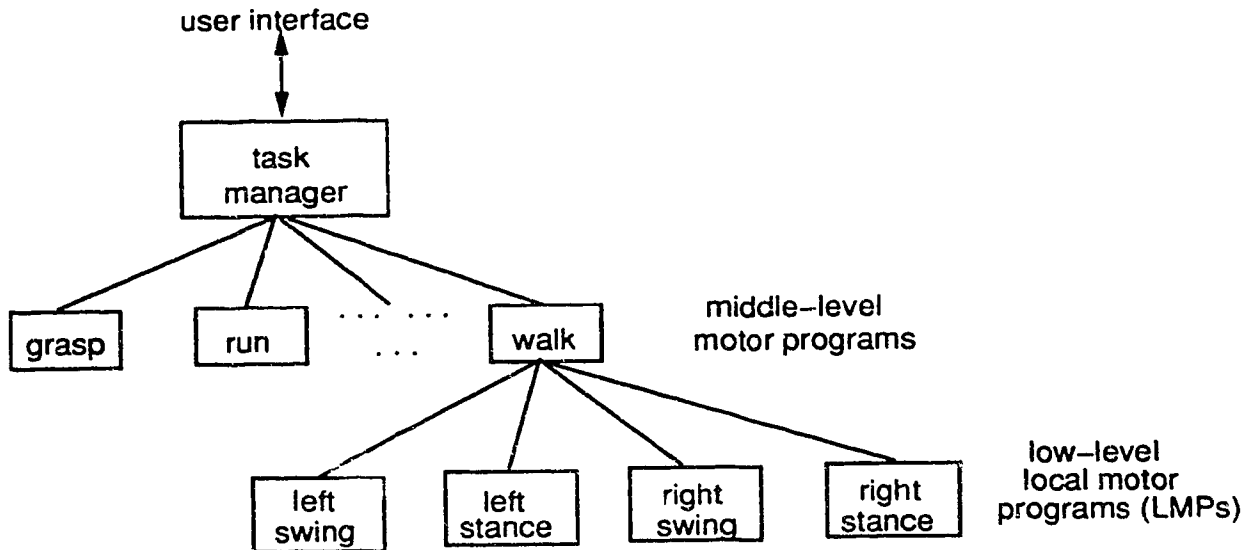 user interface
task
manager
grasp
run
... ...
...
walk
middle-level
motor programs
left
swing
left
stance
right
swing
right
stance
low-level
local motor
programs (LMPs)